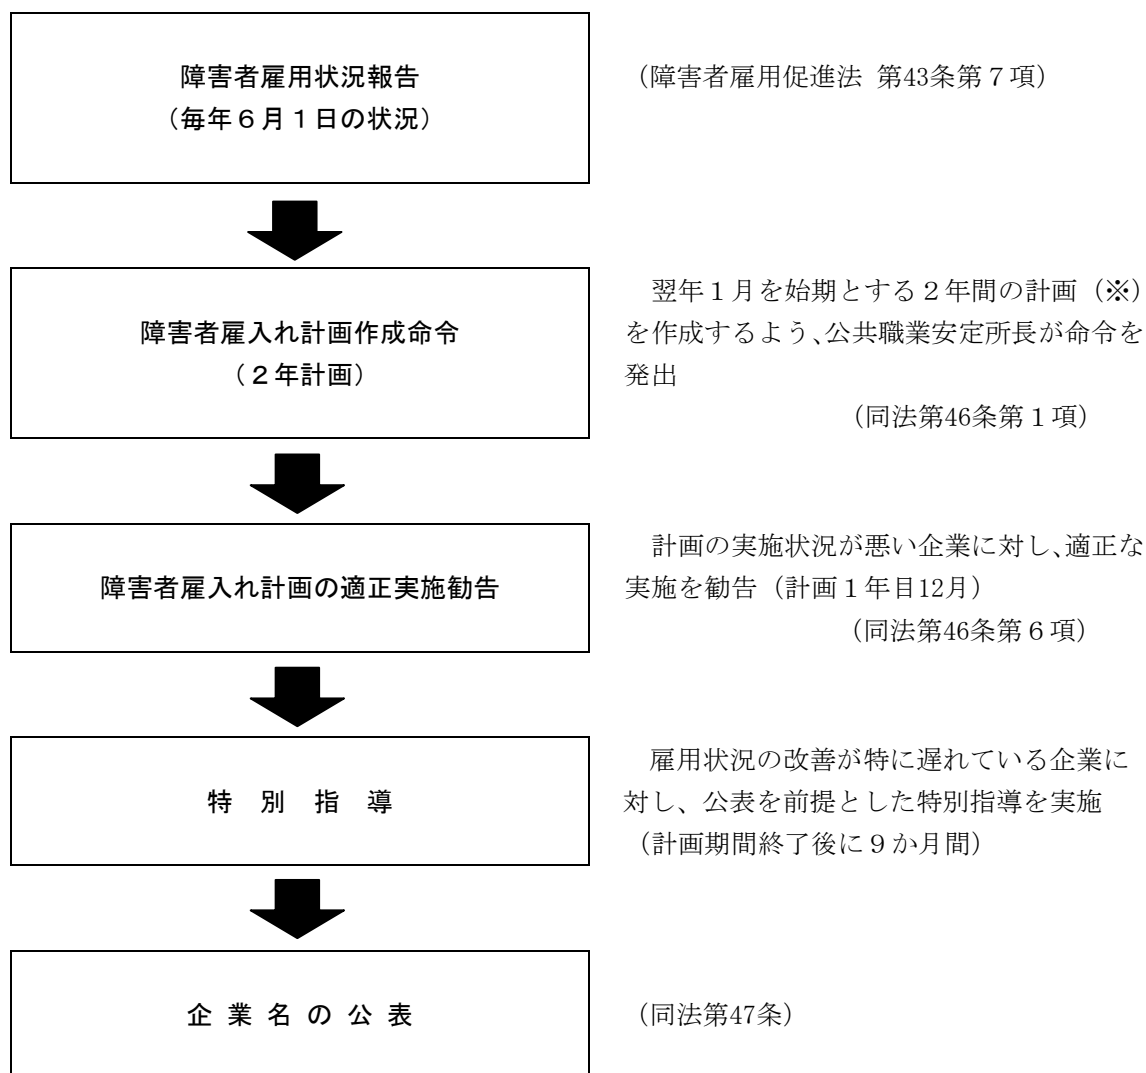 障害者雇用状況報告
(毎年６月１日の状況)
（障害者雇用促進法 第43条第７項）
障害者雇入れ計画作成命令
（２年計画）
翌年１月を始期とする２年間の計画（※）
を作成するよう、公共職業安定所長が命令を
発出
（同法第46条第１項）
障害者雇入れ計画の適正実施勧告
計画の実施状況が悪い企業に対し、適正な
実施を勧告（計画１年目12月）
（同法第46条第６項）
特 別 指 導
雇用状況の改善が特に遅れている企業に
対し、公表を前提とした特別指導を実施
（計画期間終了後に９か月間）
企 業 名 の 公 表
（同法第47条）